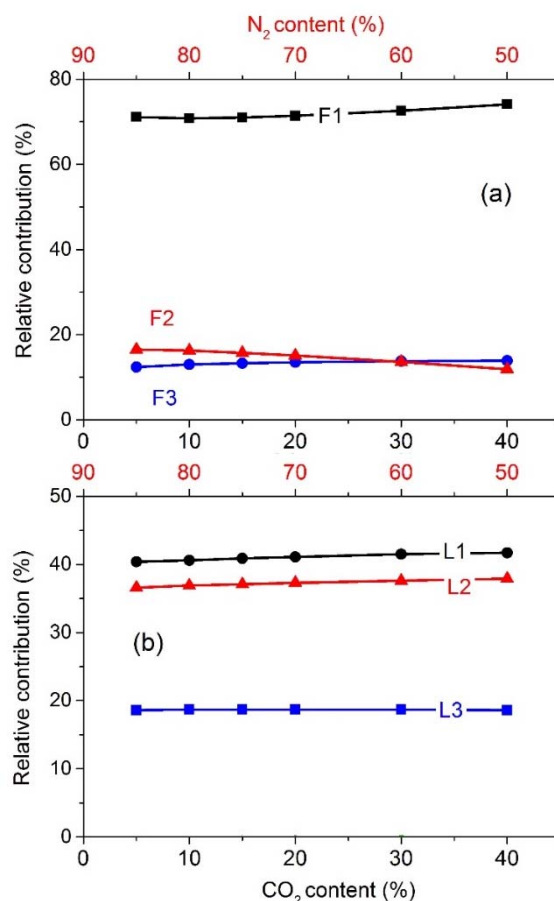 N₂ content (%)
90 80 70 60 50
80
60
40
20
0
Relative contribution (%)
F1
(a)
F2
F3
0 10 20 30 40
90 80 70 60 50
50
40
30
20
10
0
Relative contribution (%)
L1
L2
(b)
L3
0 10 20 30 40
CO₂ content (%)